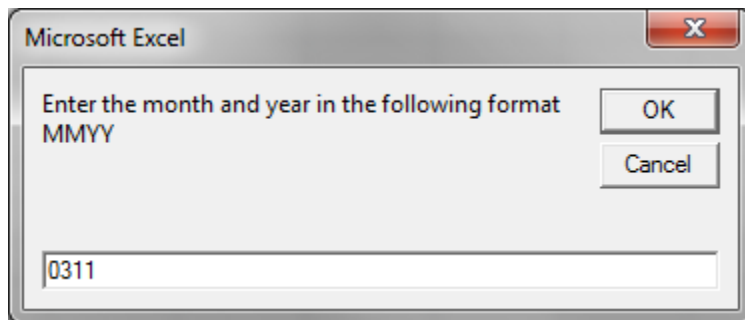 Microsoft Excel
Enter the month and year in the following format
MMYY
OK
Cancel
0311